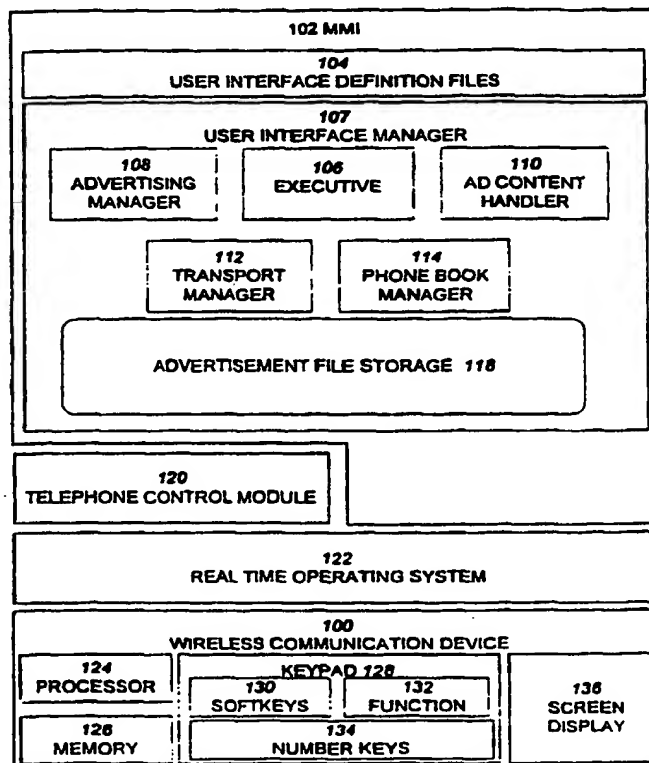 102 MMI
104
USER INTERFACE DEFINITION FILES
107
USER INTERFACE MANAGER
108
ADVERTISING
MANAGER
106
EXECUTIVE
110
AD CONTENT
HANDLER
112
TRANSPORT
MANAGER
114
PHONE BOOK
MANAGER
ADVERTISEMENT FILE STORAGE 118
120
TELEPHONE CONTROL MODULE
122
REAL TIME OPERATING SYSTEM
100
WIRELESS COMMUNICATION DEVICE
124
PROCESSOR
126
MEMORY
KEYPAD 128
130
SOFTKEYS
132
FUNCTION
134
NUMBER KEYS
136
SCREEN
DISPLAY